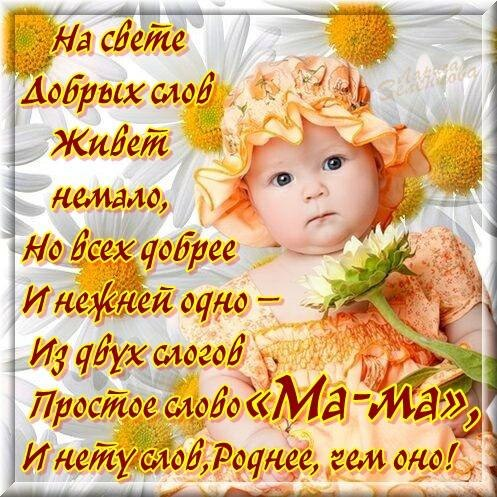 На свете
Добрых слов
Живет
немало,
Но всех добрее
И нежней одно –
Из двух слогов
Простое слово «Ма-ма»,
И нету слов,Роднее, чем оно!